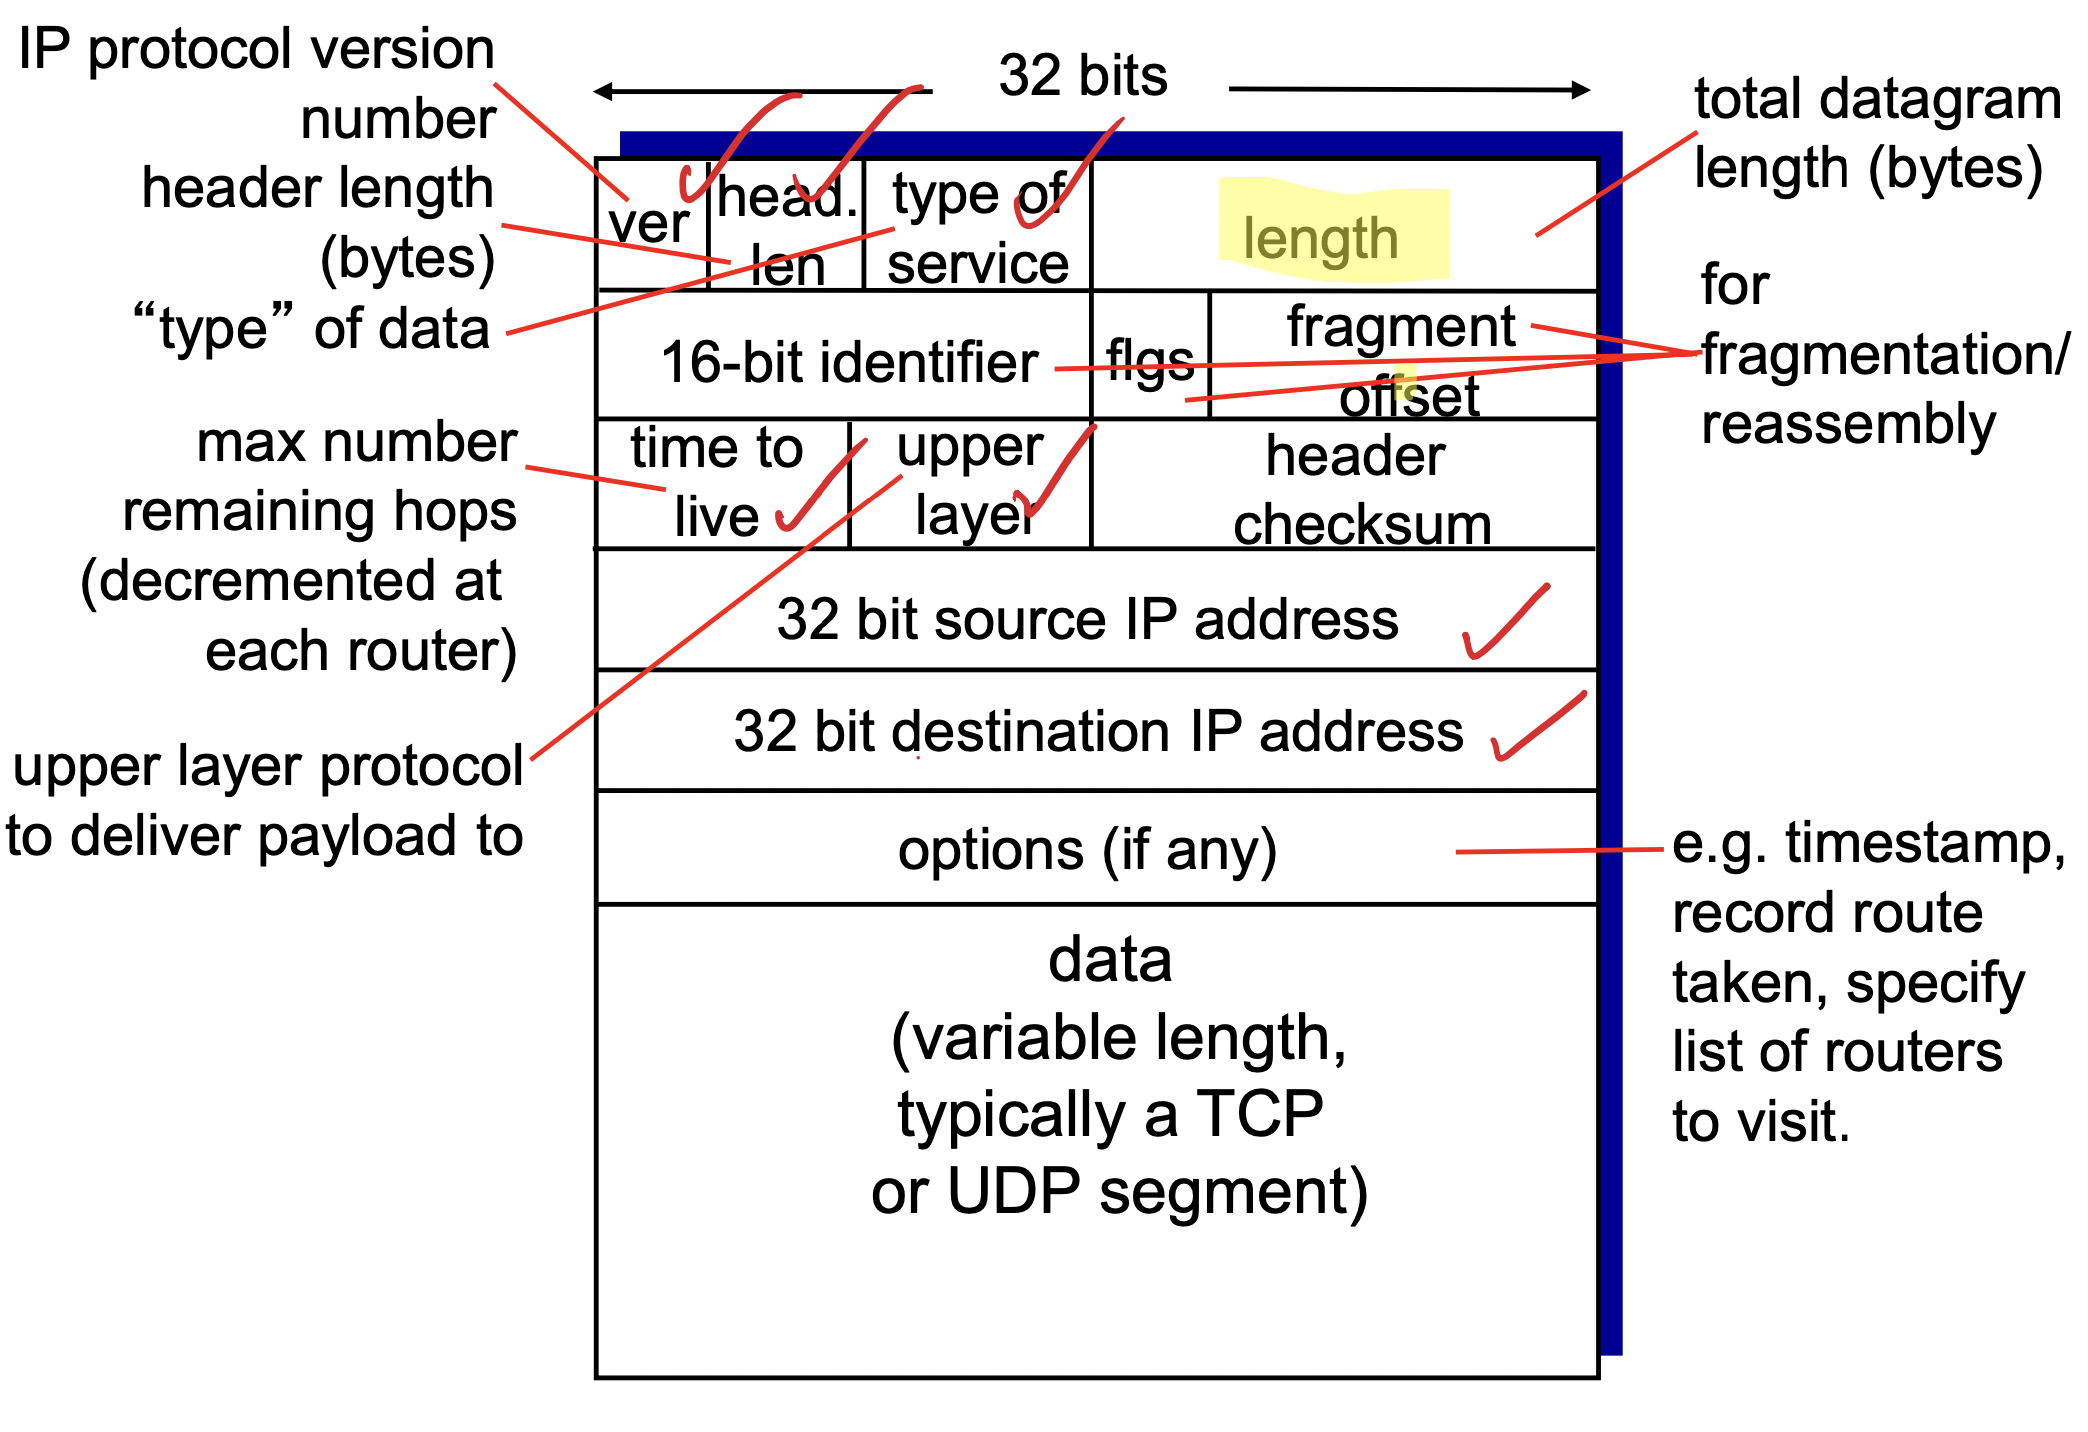 IP protocol version
number
header length
(bytes)
“type” of data
max number
remaining hops
(decremented at
each router)
upper layer protocol
to deliver payload to
32 bits
ver
head.
len
type of
service
length
16-bit identifier
flgs
fragment
offset
time to
live
upper
layer
header
checksum
32 bit source IP address
32 bit destination IP address
options (if any)
data
(variable length,
typically a TCP
or UDP segment)
total datagram
length (bytes)
for
fragmentation/
reassembly
e.g. timestamp,
record route
taken, specify
list of routers
to visit.